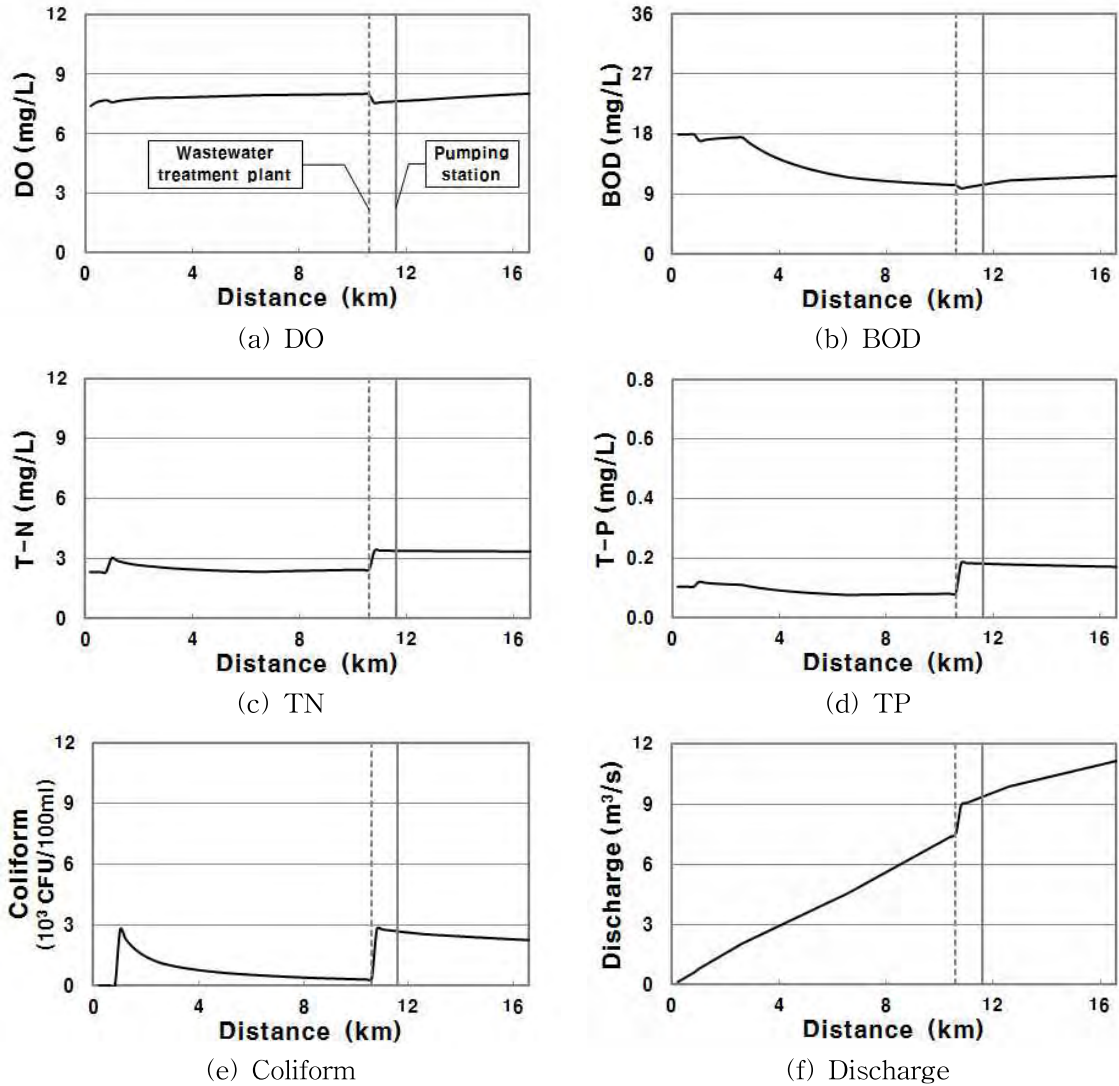 DO (mg/L)
12
9
6
3
0
Wastewater
treatment plant
Pumping
station
0
4
8
12
16
Distance (km)
(a) DO
BOD (mg/L)
36
27
18
9
0
0
4
8
12
16
Distance (km)
(b) BOD
T-N (mg/L)
12
9
6
3
0
0
4
8
12
16
Distance (km)
(c) TN
T-P (mg/L)
0.8
0.6
0.4
0.2
0.0
0
4
8
12
16
Distance (km)
(d) TP
Coliform
(10³ CFU/100ml)
12
9
6
3
0
0
4
8
12
16
Distance (km)
(e) Coliform
Discharge (m³/s)
12
9
6
3
0
0
4
8
12
16
Distance (km)
(f) Discharge